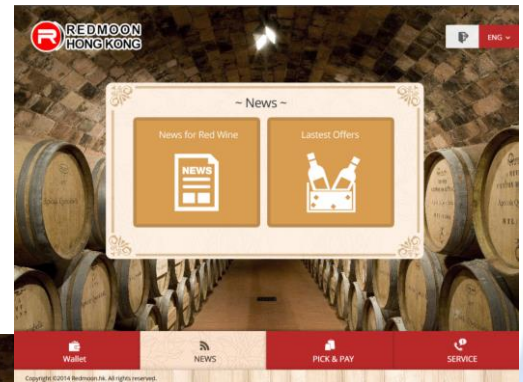 R REDMOON
HONG KONG
ENG
~ News ~
News for Red Wine
Lastest Offers
NEWS
Wallet
NEWS
PICK & PAY
SERVICE
Copyright ©2014 Redmoon.hk. All rights reserved.